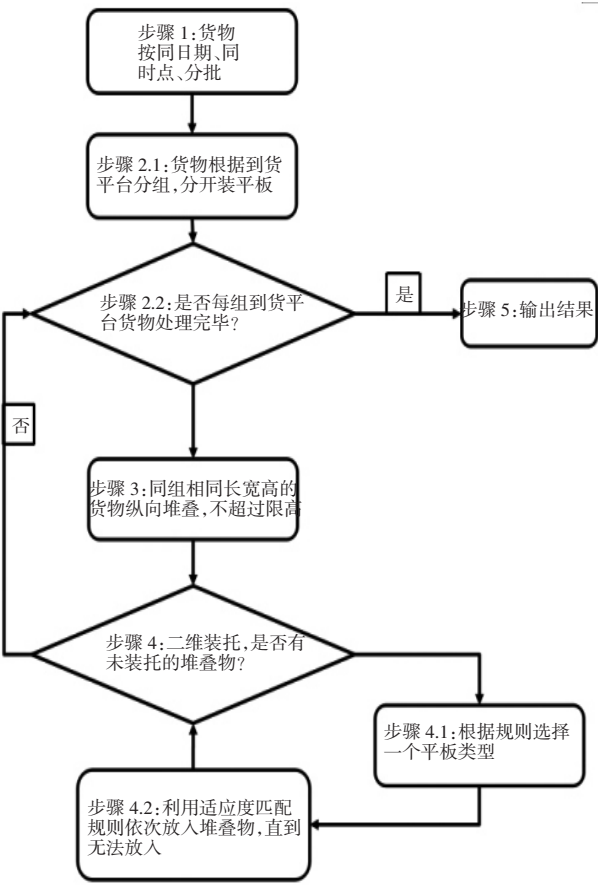 步骤 1:货物
按同日期、同
时点、分批
步骤 2.1:货物根据到货
平台分组,分开装平板
步骤 2.2:是否每组到货平
台货物处理完毕?
是
步骤 5:输出结果
否
步骤 3:同组相同长宽高的
货物纵向堆叠,不超过限高
步骤 4:二维装托,是否有
未装托的堆叠物?
步骤 4.1:根据规则选择
一个平板类型
步骤 4.2:利用适应度匹配
规则依次放入堆叠物,直到
无法放入